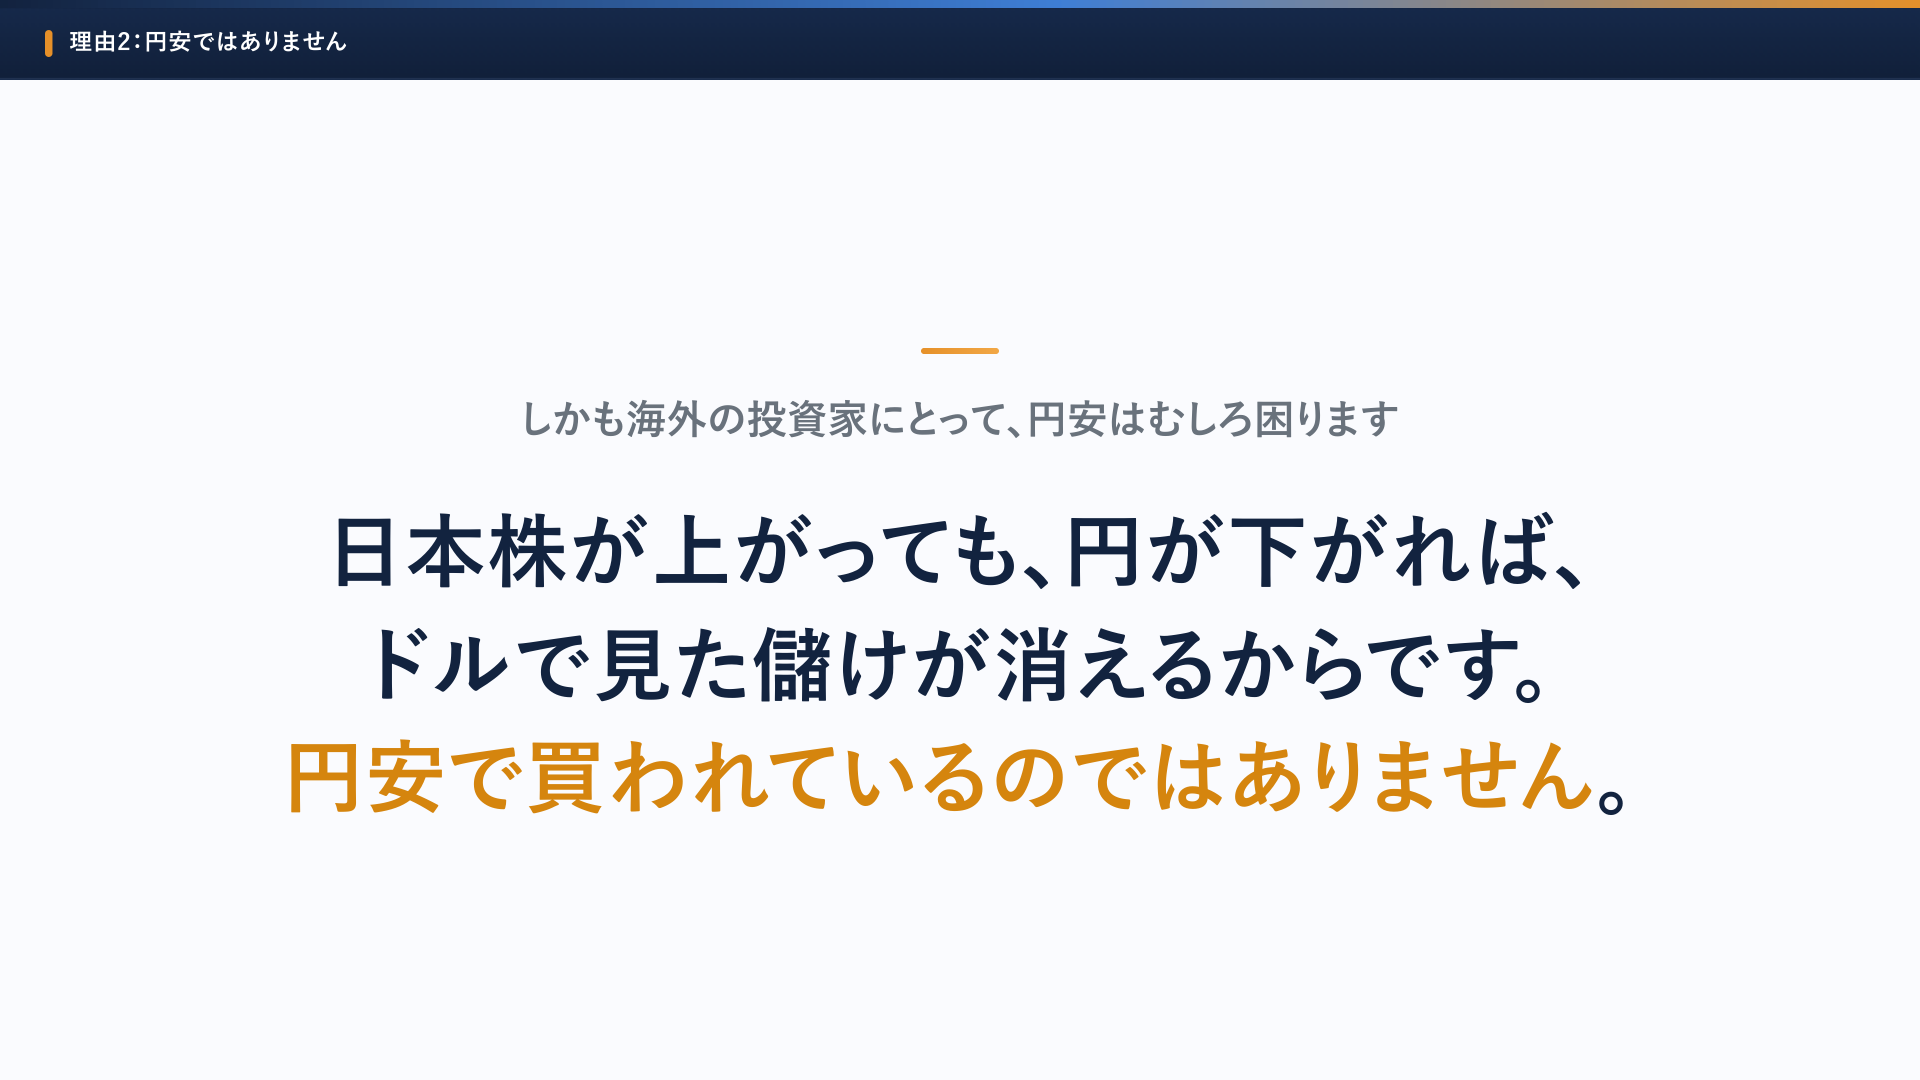 理由2：円安ではありません
しかも海外の投資家にとって、円安はむしろ困ります
日本株が上がっても、円が下がれば、
ドルで見た儲けが消えるからです。
円安で買われているのではありません。